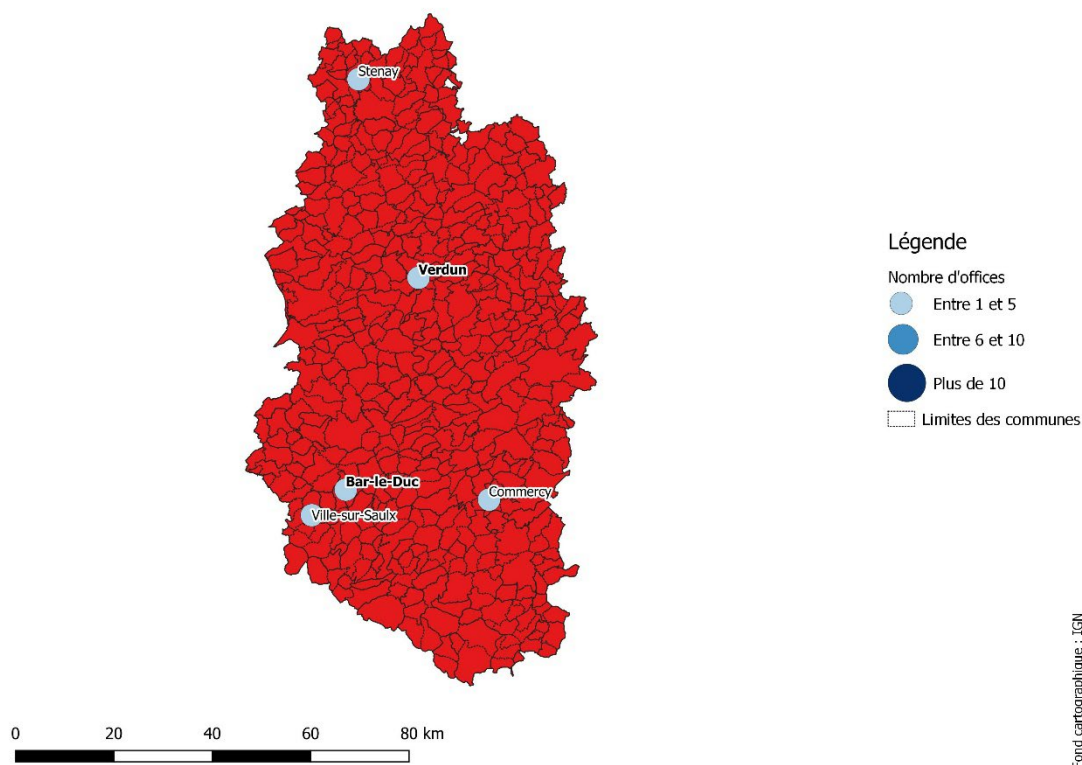 Stenay
Verdun
Bar-le-Duc
Commercy
Ville-sur-Saulx
Légende
Nombre d'offices
Entre 1 et 5
Entre 6 et 10
Plus de 10
Limites des communes
0 20 40 60 80 km
Fond cartographique : IGN